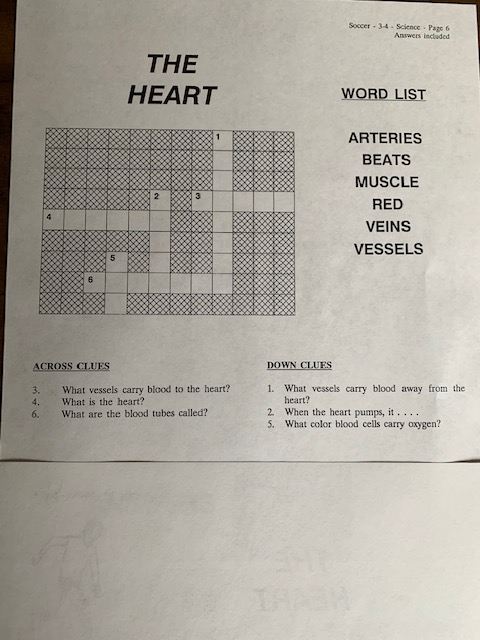 Soccer - 3-4 - Science - Page 6
Answers included
THE
HEART
WORD LIST
ARTERIES
BEATS
MUSCLE
RED
VEINS
VESSELS
1
2 3
4
5
6
ACROSS CLUES
3. What vessels carry blood to the heart?
4. What is the heart?
6. What are the blood tubes called?
DOWN CLUES
1. What vessels carry blood away from the
heart?
2. When the heart pumps, it . . . .
5. What color blood cells carry oxygen?
THE
HEART